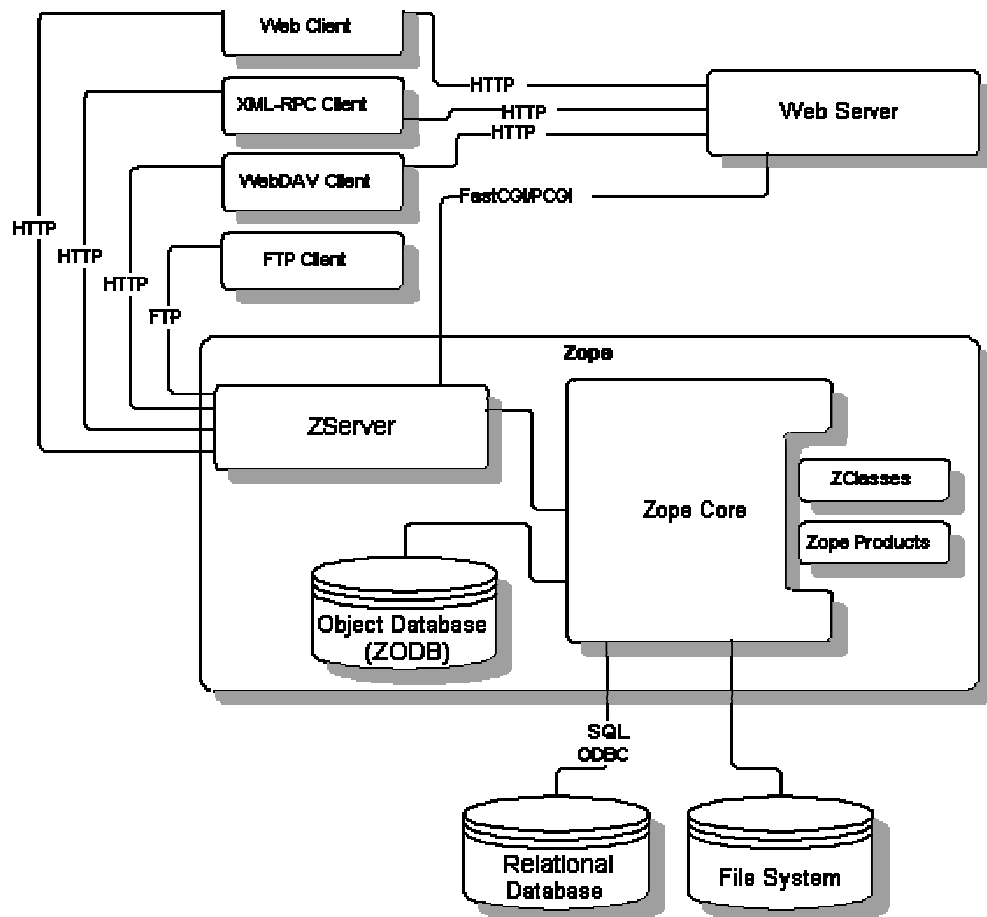 Web Client
HTTP
XML-RPC Client
HTTP
Web Server
HTTP
WebDAV Client
FastCGI/PCGI
HTTP
HTTP
FTP Client
HTTP
FTP
Zope
ZServer
ZClasses
Zope Core
Zope Products
Object Database
(ZODB)
SQL
ODBC
Relational
Database
File System